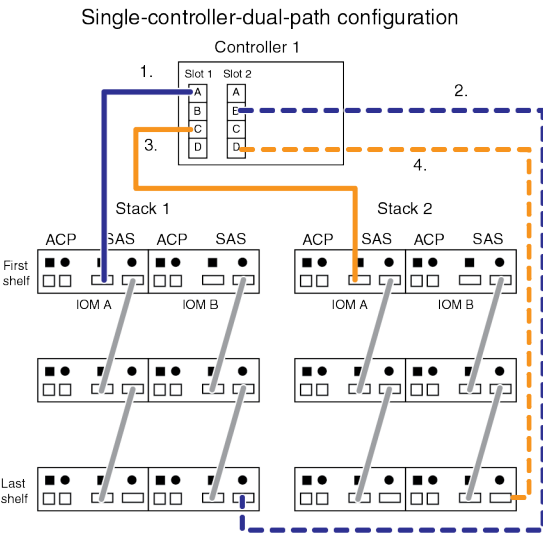 Single-controller-dual-path configuration
Controller 1
1.
Slot 1 Slot 2
A A
2.
B B
C C
3.
D D
4.
Stack 1 Stack 2
ACP SAS ACP SAS ACP SAS ACP SAS
First
shelf
IOM A IOM B IOM A IOM B
Last
shelf